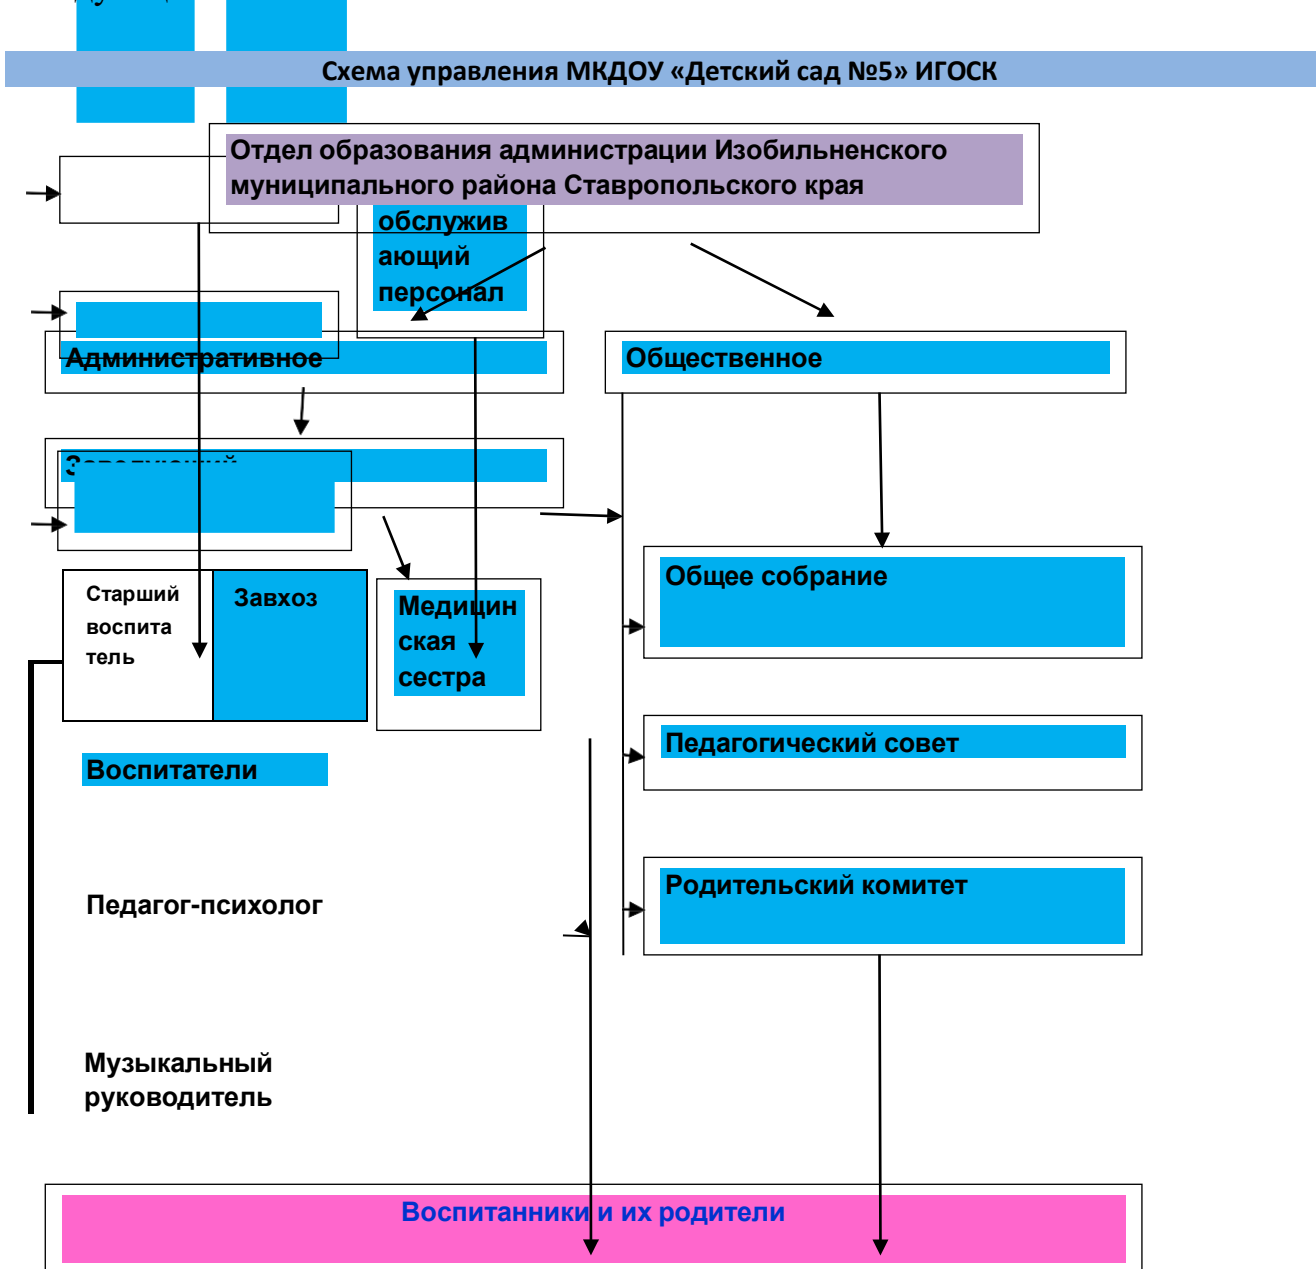 Схема управления МКДОУ «Детский сад №5» ИГОСК
Отдел образования администрации Изобильненского
муниципального района Ставропольского края
обслужив
ающий
персонал
Административное
Общественное
Общее собрание
Старший
воспита
тель
Завхоз
Медицин
ская
сестра
Педагогический совет
Воспитатели
Родительский комитет
Педагог-психолог
Музыкальный
руководитель
Воспитанники и их родители